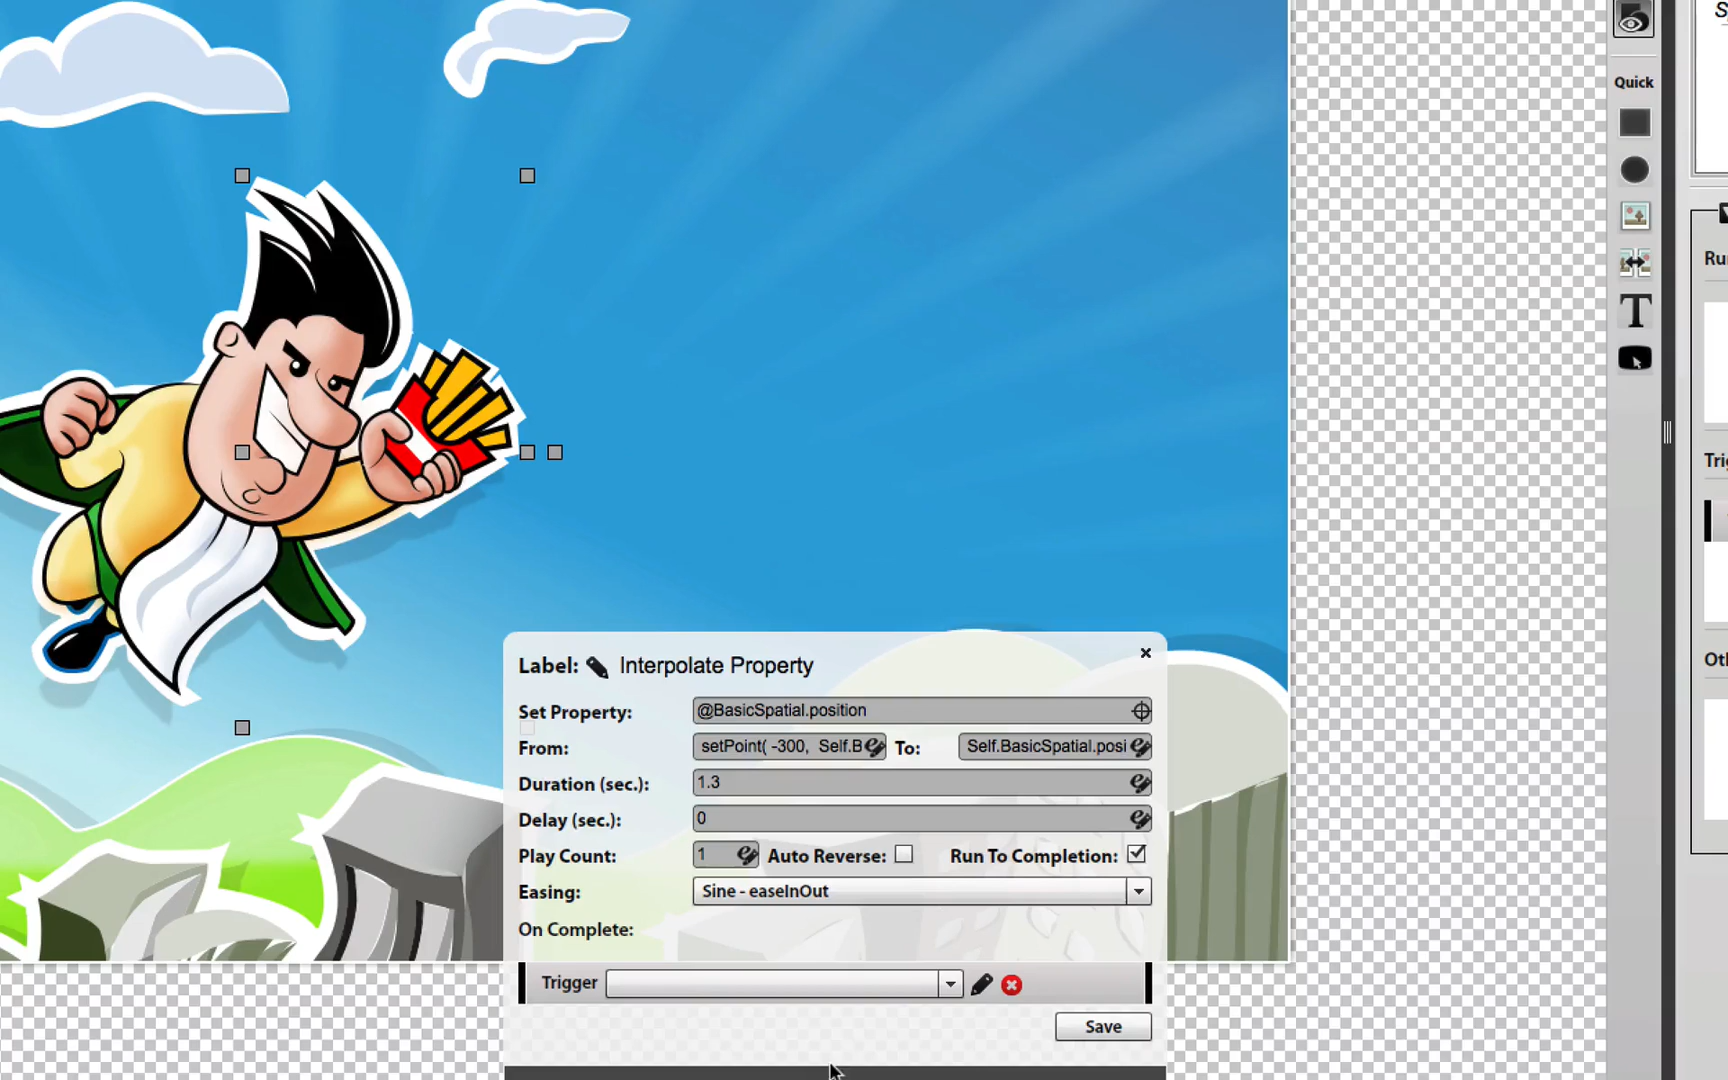 S
Quick
T
Ru
Tri
Ot
Label: Interpolate Property
Set Property: @BasicSpatial.position
From: setPoint( -300, Self.B To: Self.BasicSpatial.posi
Duration (sec.): 1.3
Delay (sec.): 0
Play Count: 1 Auto Reverse: Run To Completion:
Easing: Sine - easeInOut
On Complete:
Trigger
Save